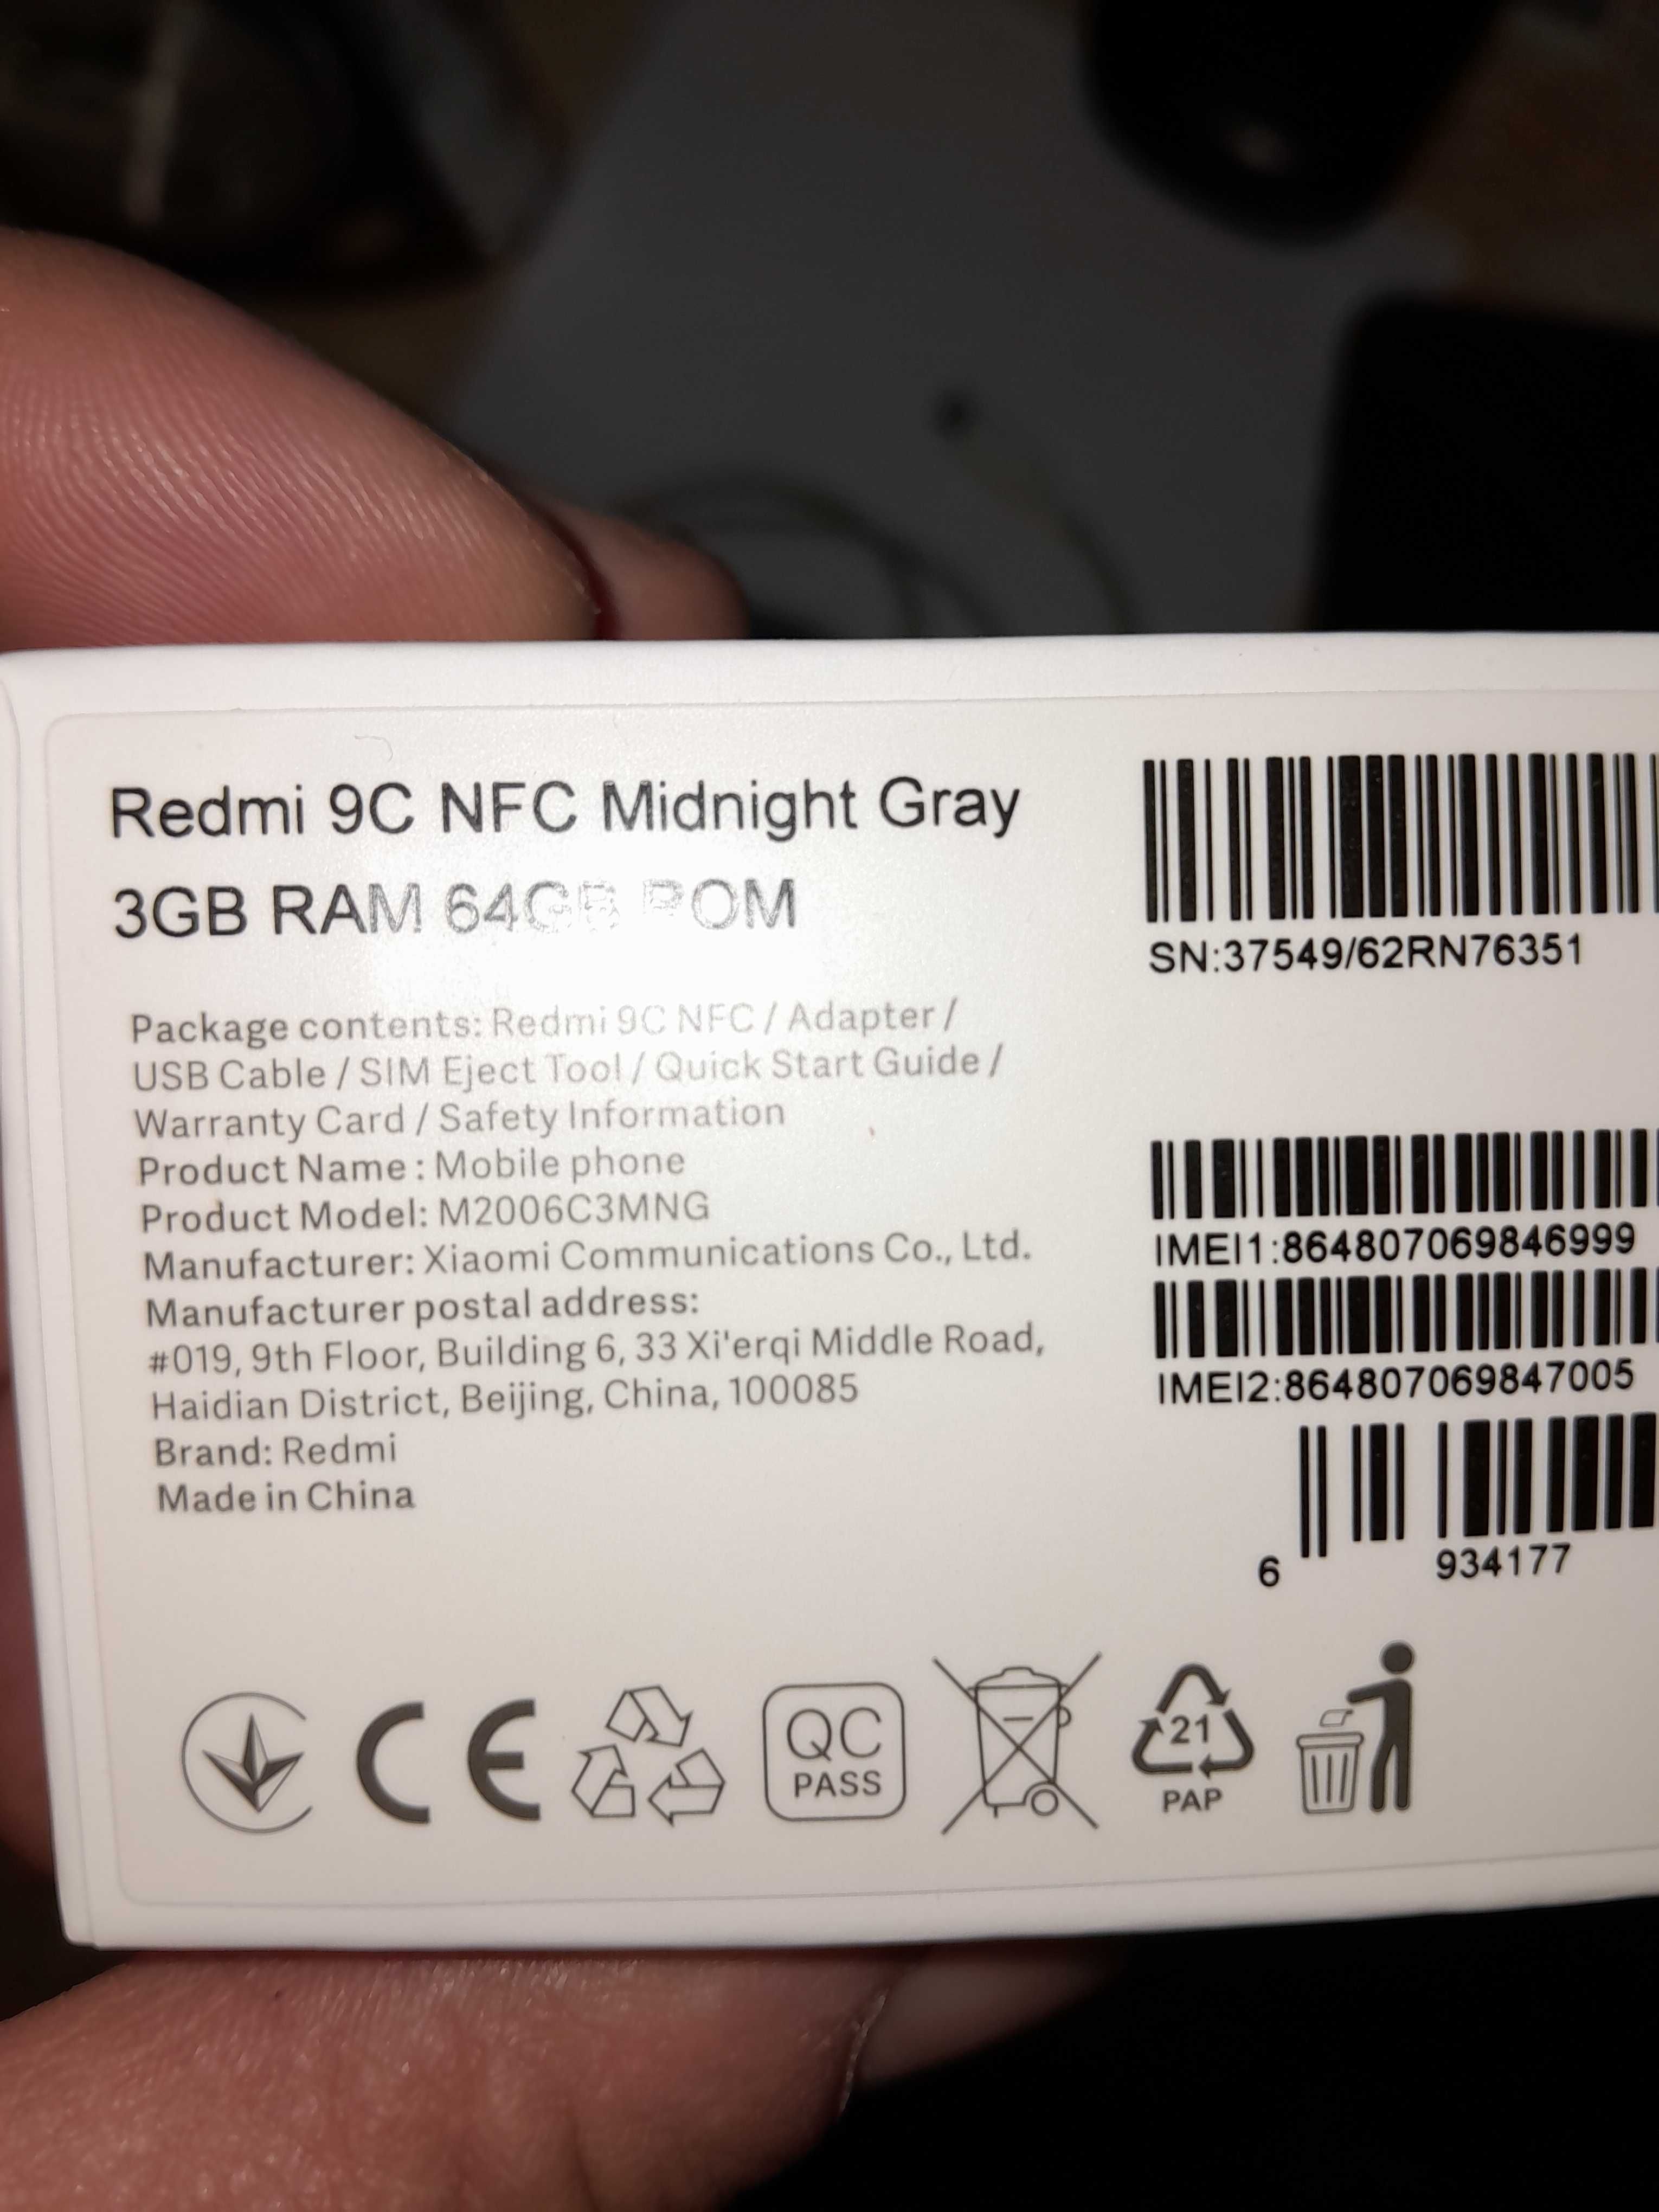 Redmi 9C NFC Midnight Gray
3GB RAM 64GB ROM
Package contents: Redmi 9C NFC / Adapter /
USB Cable / SIM Eject Tool / Quick Start Guide /
Warranty Card / Safety Information
Product Name : Mobile phone
Product Model: M2006C3MNG
Manufacturer: Xiaomi Communications Co., Ltd.
Manufacturer postal address:
#019, 9th Floor, Building 6, 33 Xi'erqi Middle Road,
Haidian District, Beijing, China, 100085
Brand: Redmi
Made in China
SN:37549/62RN76351
IMEI1:864807069846999
IMEI2:864807069847005
6 934177
CE
QC
PASS
21
PAP